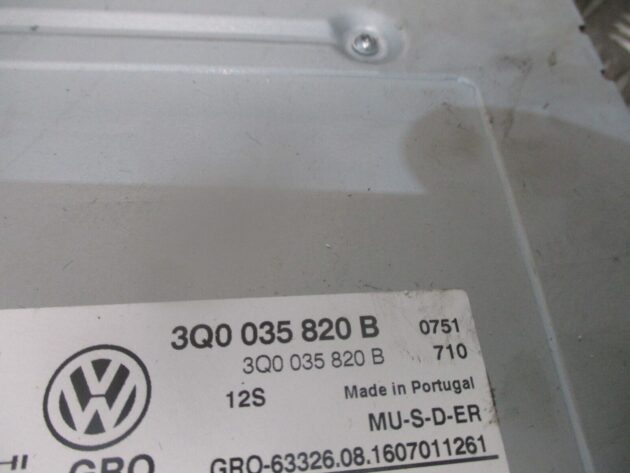 3Q0 035 820 B 0751
3Q0 035 820 B 710
12S Made in Portugal
MU-S-D-ER
GRO GRO-63326.08.1607011261